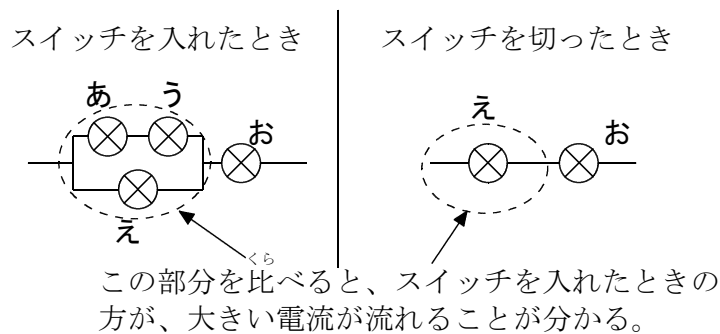 スイッチを入れたとき
スイッチを切ったとき
あ
う
お
え
え
お
くら
この部分を比べると、スイッチを入れたときの
方が、大きい電流が流れることが分かる。